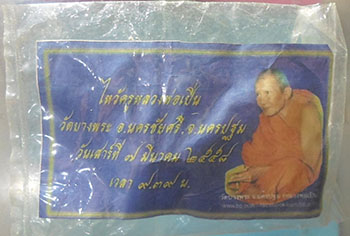 ไหว้ครูหลวงพ่อเปิ่น
วัดบางพระ อ.นครชัยศรี จ.นครปฐม
วันเสาร์ที่ ๗ มีนาคม ๒๕๕๘
เวลา ๙.๓๙ น.